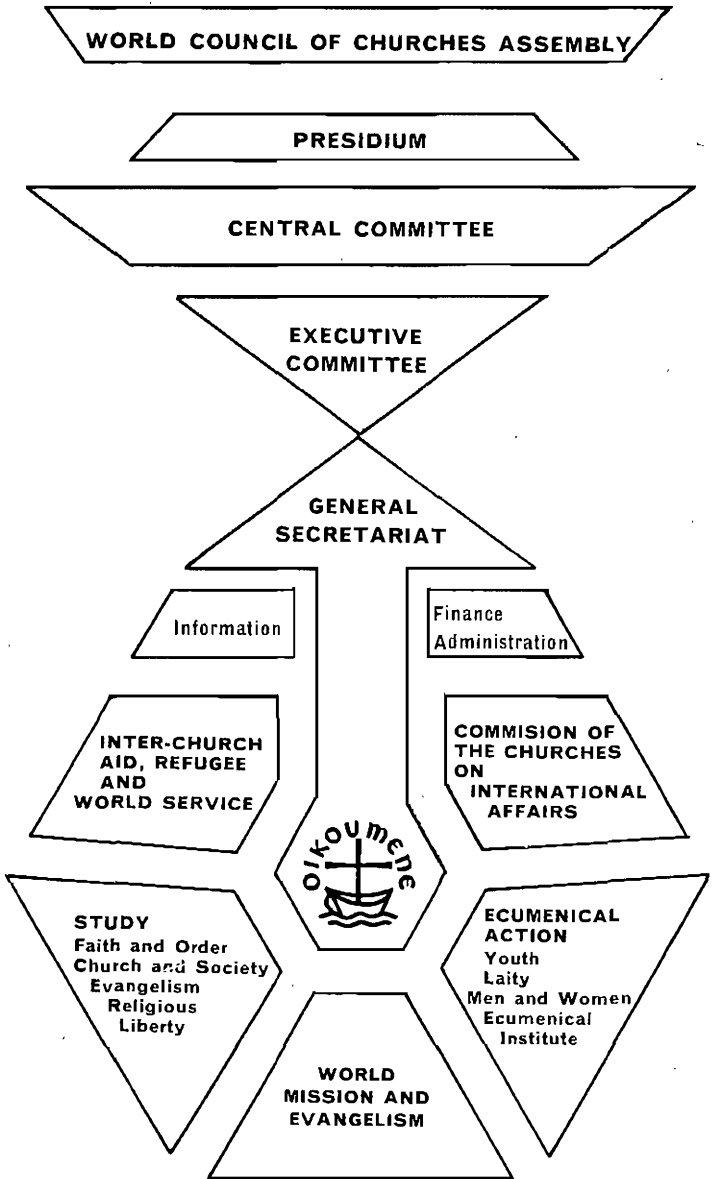 WORLD COUNCIL OF CHURCHES ASSEMBLY
PRESIDIUM
CENTRAL COMMITTEE
EXECUTIVE
COMMITTEE
GENERAL
SECRETARIAT
Information
Finance
Administration
INTER-CHURCH
AID, REFUGEE
AND
WORLD SERVICE
COMMISION OF
THE CHURCHES
ON
INTERNATIONAL
AFFAIRS
OIKOUMENE
STUDY
Faith and Order
Church and Society
Evangelism
Religious
Liberty
ECUMENICAL
ACTION
Youth
Laity
Men and Women
Ecumenical
Institute
WORLD
MISSION AND
EVANGELISM